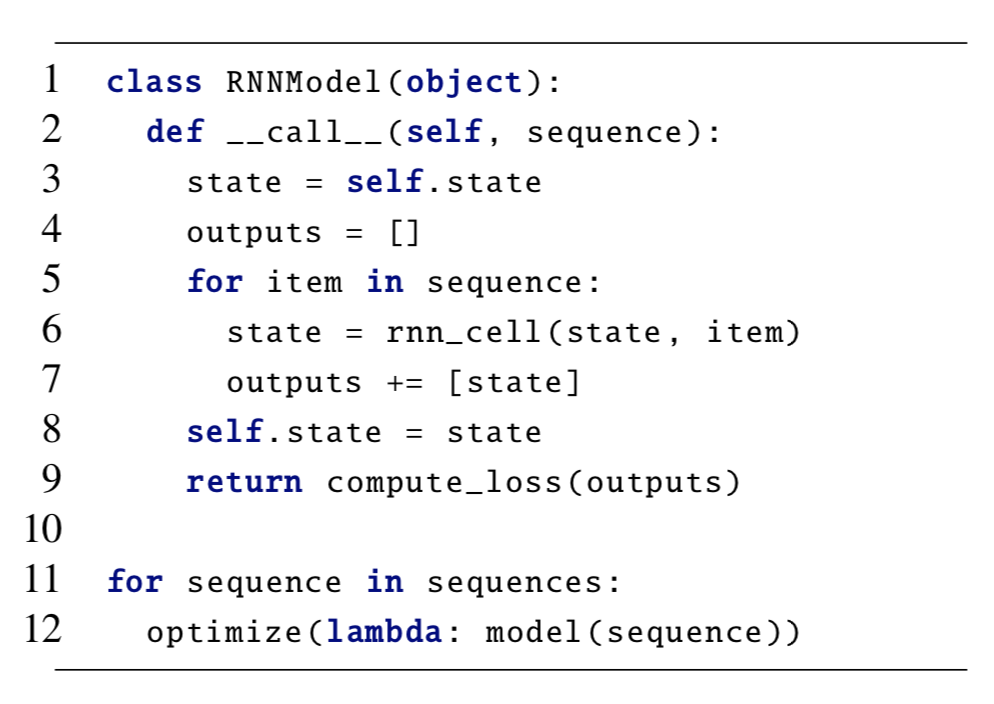 1 class RNNModel(object):
2   def __call__(self, sequence):
3     state = self.state
4     outputs = []
5     for item in sequence:
6       state = rnn_cell(state, item)
7       outputs += [state]
8     self.state = state
9     return compute_loss(outputs)
10
11 for sequence in sequences:
12   optimize(lambda: model(sequence))